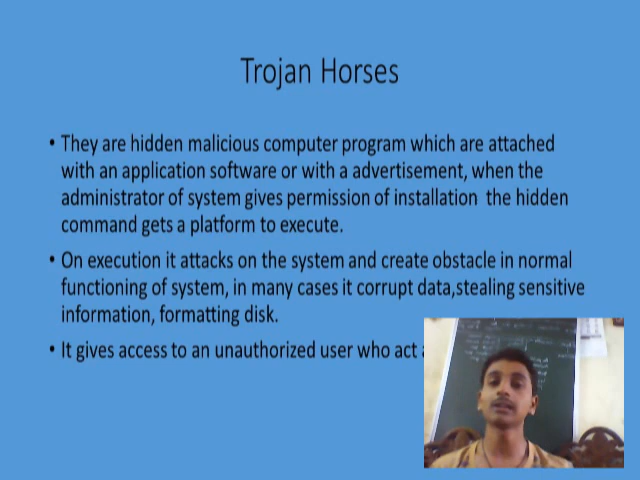 Trojan Horses
• They are hidden malicious computer program which are attached
with an application software or with a advertisement, when the
administrator of system gives permission of installation the hidden
command gets a platform to execute.
• On execution it attacks on the system and create obstacle in normal
functioning of system, in many cases it corrupt data,stealing sensitive
information, formatting disk.
• It gives access to an unauthorized user who act